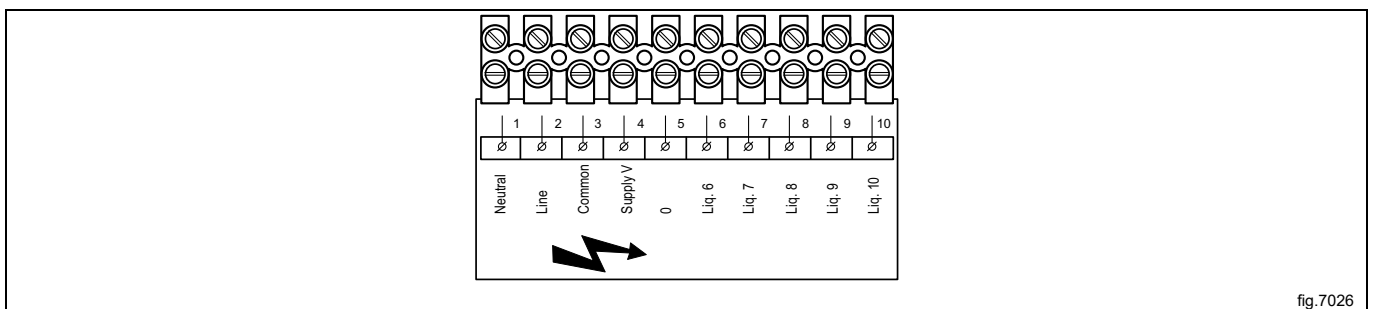 1 2 3 4 5 6 7 8 9 10
Neutral Line Common Supply V 0 Liq. 6 Liq. 7 Liq. 8 Liq. 9 Liq. 10
fig.7026